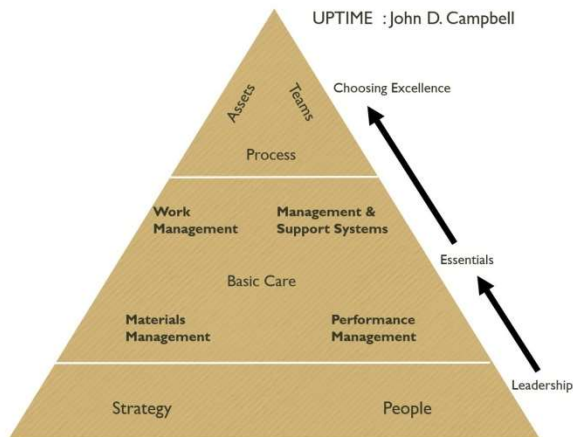 UPTIME : John D. Campbell
Choosing Excellence
Assets
Teams
Process
Work
Management
Management &
Support Systems
Essentials
Basic Care
Materials
Management
Performance
Management
Leadership
Strategy
People